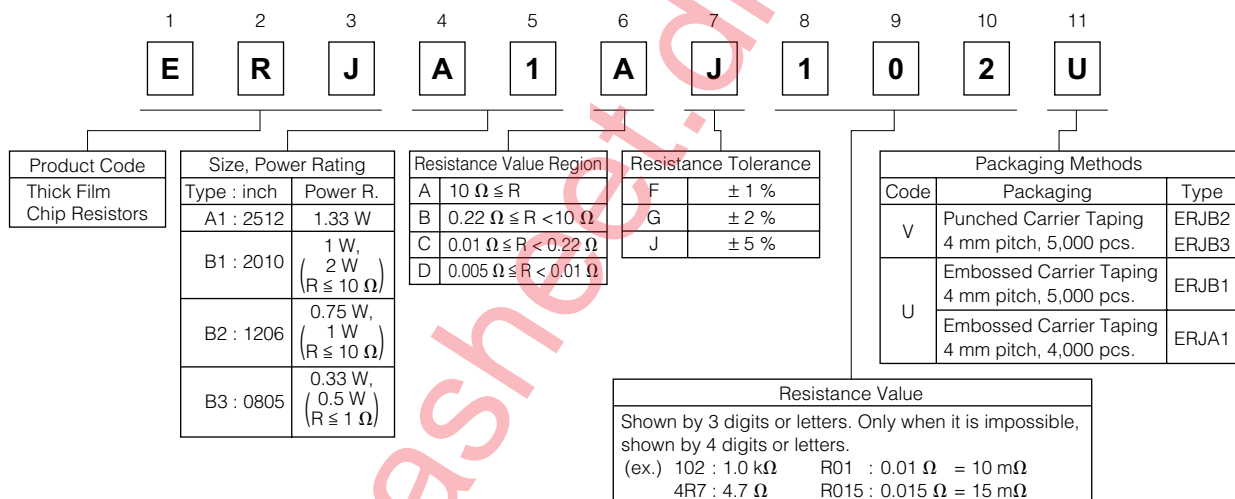 1 2 3 4 5 6 7 8 9 10 11
E R J A 1 A J 1 0 2 U
Product Code
Thick Film
Chip Resistors
Size, Power Rating
Type : inch Power R.
A1 : 2512 1.33 W
B1 : 2010 1 W,
( 2 W
R ≦ 10 Ω)
B2 : 1206 0.75 W,
( 1 W
R ≦ 10 Ω)
B3 : 0805 0.33 W,
( 0.5 W
R ≦ 1 Ω)
Resistance Value Region
A 10 Ω ≦ R
B 0.22 Ω ≦ R < 10 Ω
C 0.01 Ω ≦ R < 0.22 Ω
D 0.005 Ω ≦ R < 0.01 Ω
Resistance Tolerance
F ± 1 %
G ± 2 %
J ± 5 %
Packaging Methods
Code Packaging Type
V Punched Carrier Taping
4 mm pitch, 5,000 pcs.
ERJB2
ERJB3
U Embossed Carrier Taping
4 mm pitch, 5,000 pcs.
ERJB1
Embossed Carrier Taping
4 mm pitch, 4,000 pcs.
ERJA1
Resistance Value
Shown by 3 digits or letters. Only when it is impossible,
shown by 4 digits or letters.
(ex.) 102 : 1.0 kΩ R01 : 0.01 Ω = 10 mΩ
4R7 : 4.7 Ω R015 : 0.015 Ω = 15 mΩ